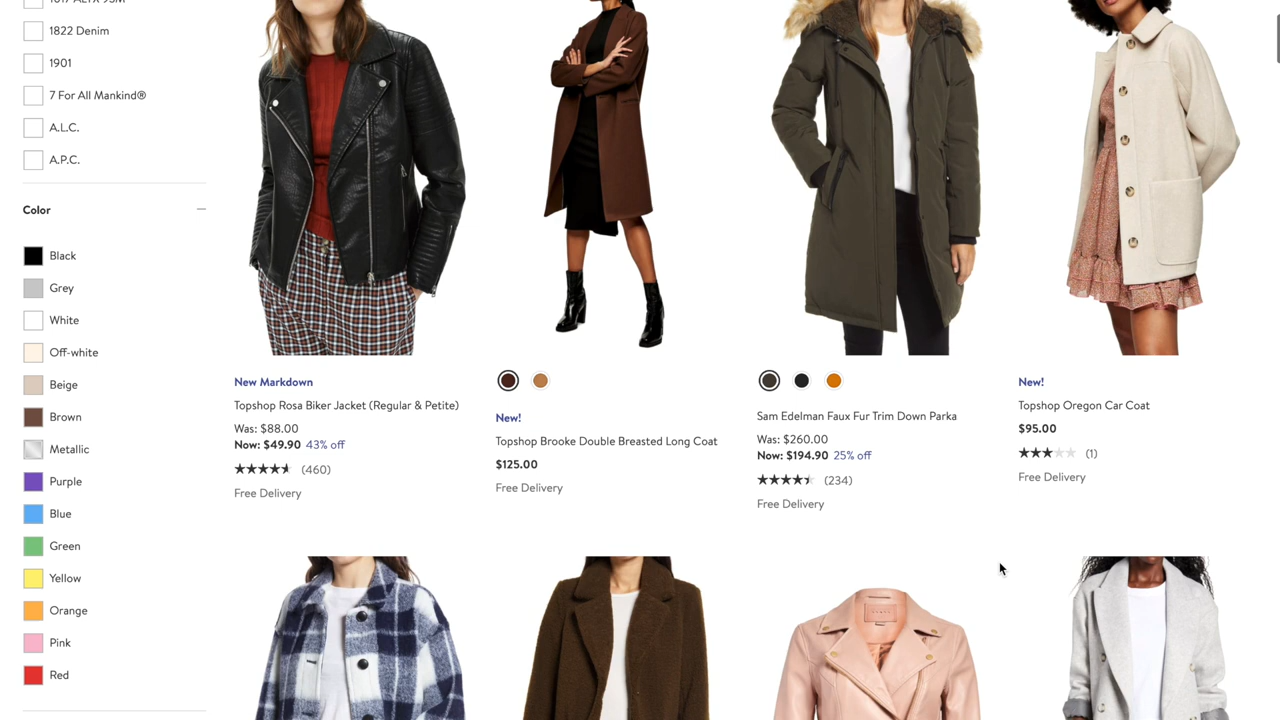 1822 Denim
1901
7 For All Mankind®
A.L.C.
A.P.C.
Color
Black
Grey
White
Off-white
Beige
Brown
Metallic
Purple
Blue
Green
Yellow
Orange
Pink
Red
New Markdown
Topshop Rosa Biker Jacket (Regular & Petite)
Was: $88.00
Now: $49.90 43% off
(460)
Free Delivery
New!
Topshop Brooke Double Breasted Long Coat
$125.00
Free Delivery
Sam Edelman Faux Fur Trim Down Parka
Was: $260.00
Now: $194.90 25% off
(234)
Free Delivery
New!
Topshop Oregon Car Coat
$95.00
(1)
Free Delivery